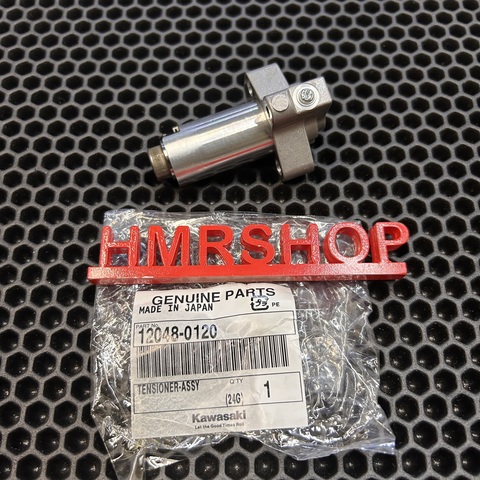 HMRSHOP
GENUINE PARTS
MADE IN JAPAN
PE
12048-0120
TENSIONER-ASSY
Q'TY
1
(24G)
Kawasaki
Let the Good Times Roll